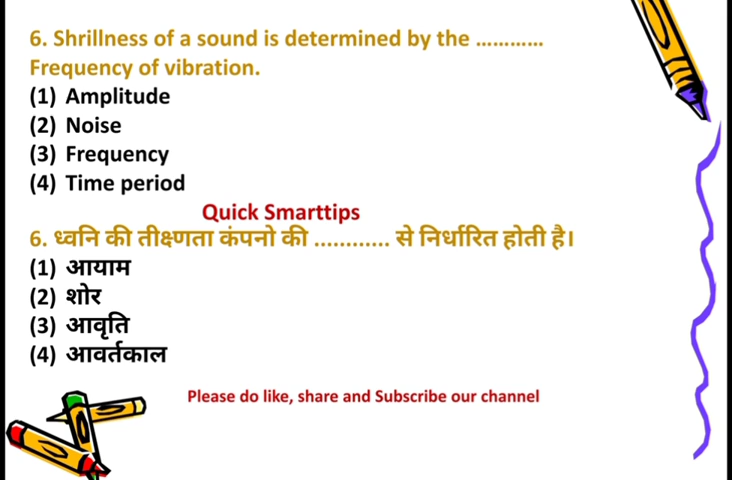 6. Shrillness of a sound is determined by the ............
Frequency of vibration.
(1) Amplitude
(2) Noise
(3) Frequency
(4) Time period
Quick Smarttips
6. ध्वनि की तीक्ष्णता कंपनो की ............ से निर्धारित होती है।
(1) आयाम
(2) शोर
(3) आवृति
(4) आवर्तकाल
Please do like, share and Subscribe our channel